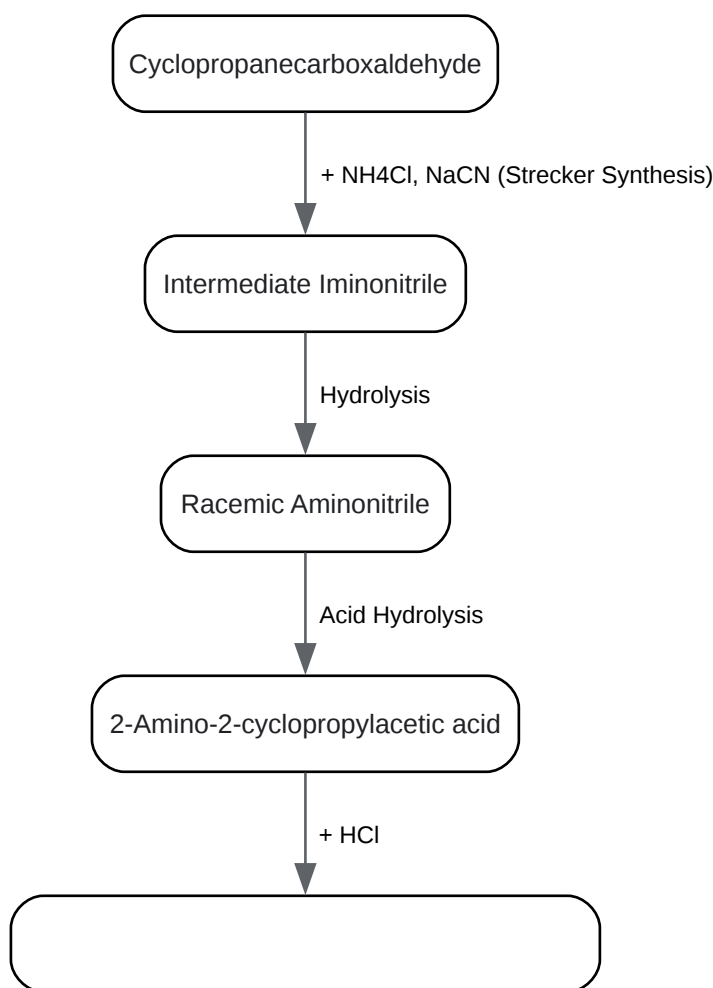 Cyclopropanecarboxaldehyde
+ NH4Cl, NaCN (Strecker Synthesis)
Intermediate Iminonitrile
Hydrolysis
Racemic Aminonitrile
Acid Hydrolysis
2-Amino-2-cyclopropylacetic acid
+ HCl